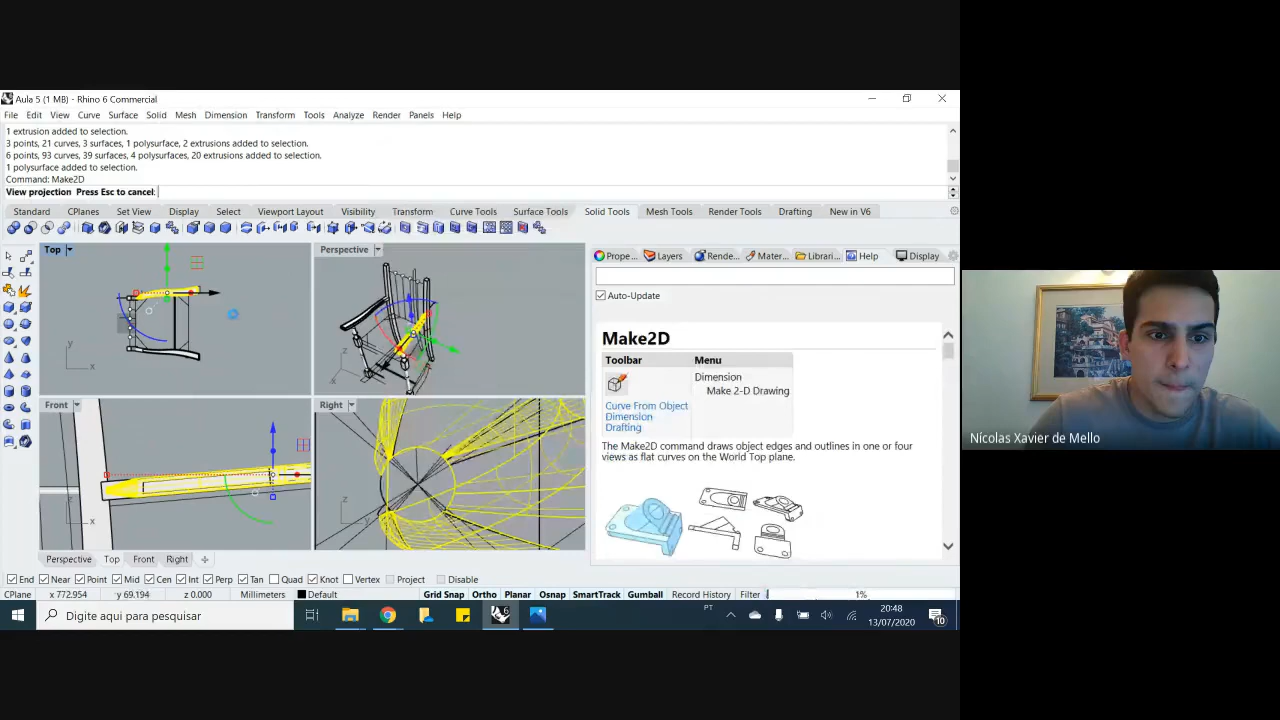 Aula 5 (1 MB) - Rhino 6 Commercial
File Edit View Curve Surface Solid Mesh Dimension Transform Tools Analyze Render Panels Help
1 extrusion added to selection.
3 points, 21 curves, 3 surfaces, 1 polysurface, 2 extrusions added to selection.
6 points, 93 curves, 39 surfaces, 4 polysurfaces, 20 extrusions added to selection.
1 polysurface added to selection.
Command: Make2D
View projection Press Esc to cancel:
Standard CPlanes Set View Display Select Viewport Layout Visibility Transform Curve Tools Surface Tools Solid Tools Mesh Tools Render Tools Drafting New in V6
Top
Perspective
Prope... Layers Rende... Mater... Librari... Help Display
Auto-Update
Make2D
Toolbar Menu
Dimension
Make 2-D Drawing
Curve From Object
Dimension
Drafting
The Make2D command draws object edges and outlines in one or four
views as flat curves on the World Top plane.
y x
z x
Front
Right
z x
z y
Perspective Top Front Right
End Near Point Mid Cen Int Perp Tan Quad Knot Vertex Project Disable
CPlane x 772.954 y 69.194 z 0.000 Millimeters Default Grid Snap Ortho Planar Osnap SmartTrack Gumball Record History Filter 1%
Digite aqui para pesquisar
PT
20:48
13/07/2020
10
Nícolas Xavier de Mello